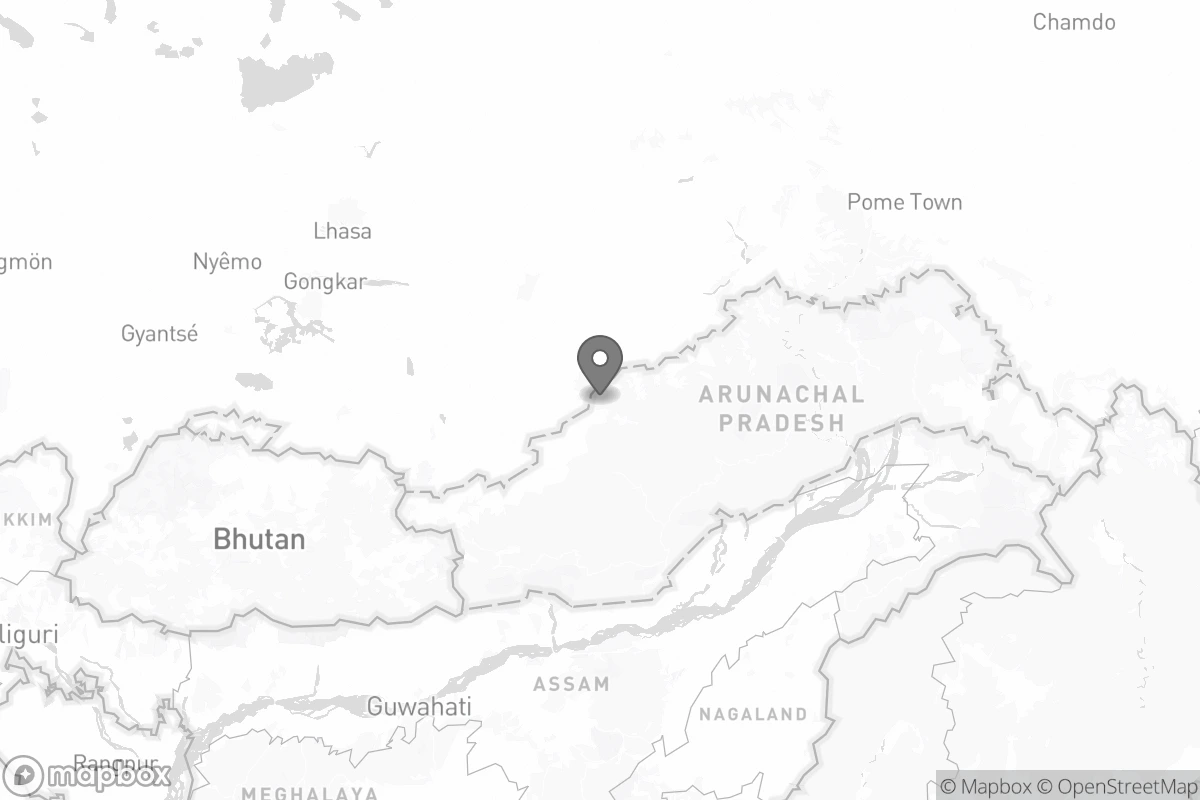 Chamdo
Pome Town
Lhasa
gmön
Nyêmo
Gongkar
Gyantsé
ARUNACHAL
PRADESH
KKIM
Bhutan
liguri
ASSAM
Guwahati
NAGALAND
Rangpur
MEGHALAYA
mapbox
© Mapbox © OpenStreetMap